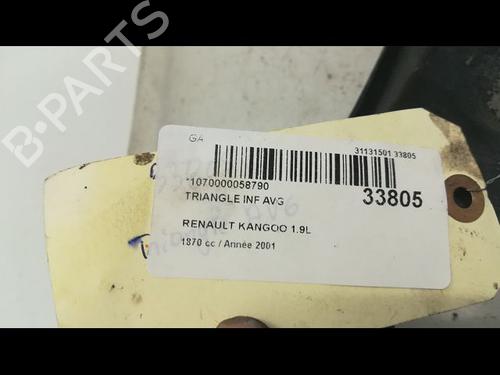 B-PARTS
GA
31131501 33805
*1070000058790
33805
TRIANGLE INF AVG
RENAULT KANGOO 1.9L
1870 cc / Année 2001